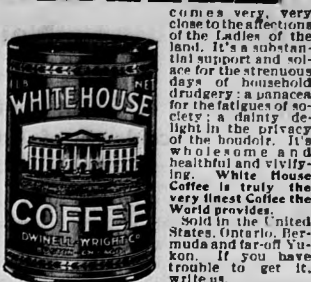 NET
WHITE HOUSE
COFFEE
DWINELL-WRIGHT CO
comes very, very
close to the affections
of the Ladies of the
land. It's a substan-
tial support and sol-
ace for the strenuous
days of household
drudgery; a panacea
for the fatigues of so-
ciety; a dainty de-
light in the privacy
of the boudoir. It's
wholesome and
healthful and vivify-
ing. White House
Coffee is truly the
very finest Coffee the
World provides.
Sold in the United
States, Ontario, Ber-
muda and far-off Yu-
kon. If you have
trouble to get it,
write us.